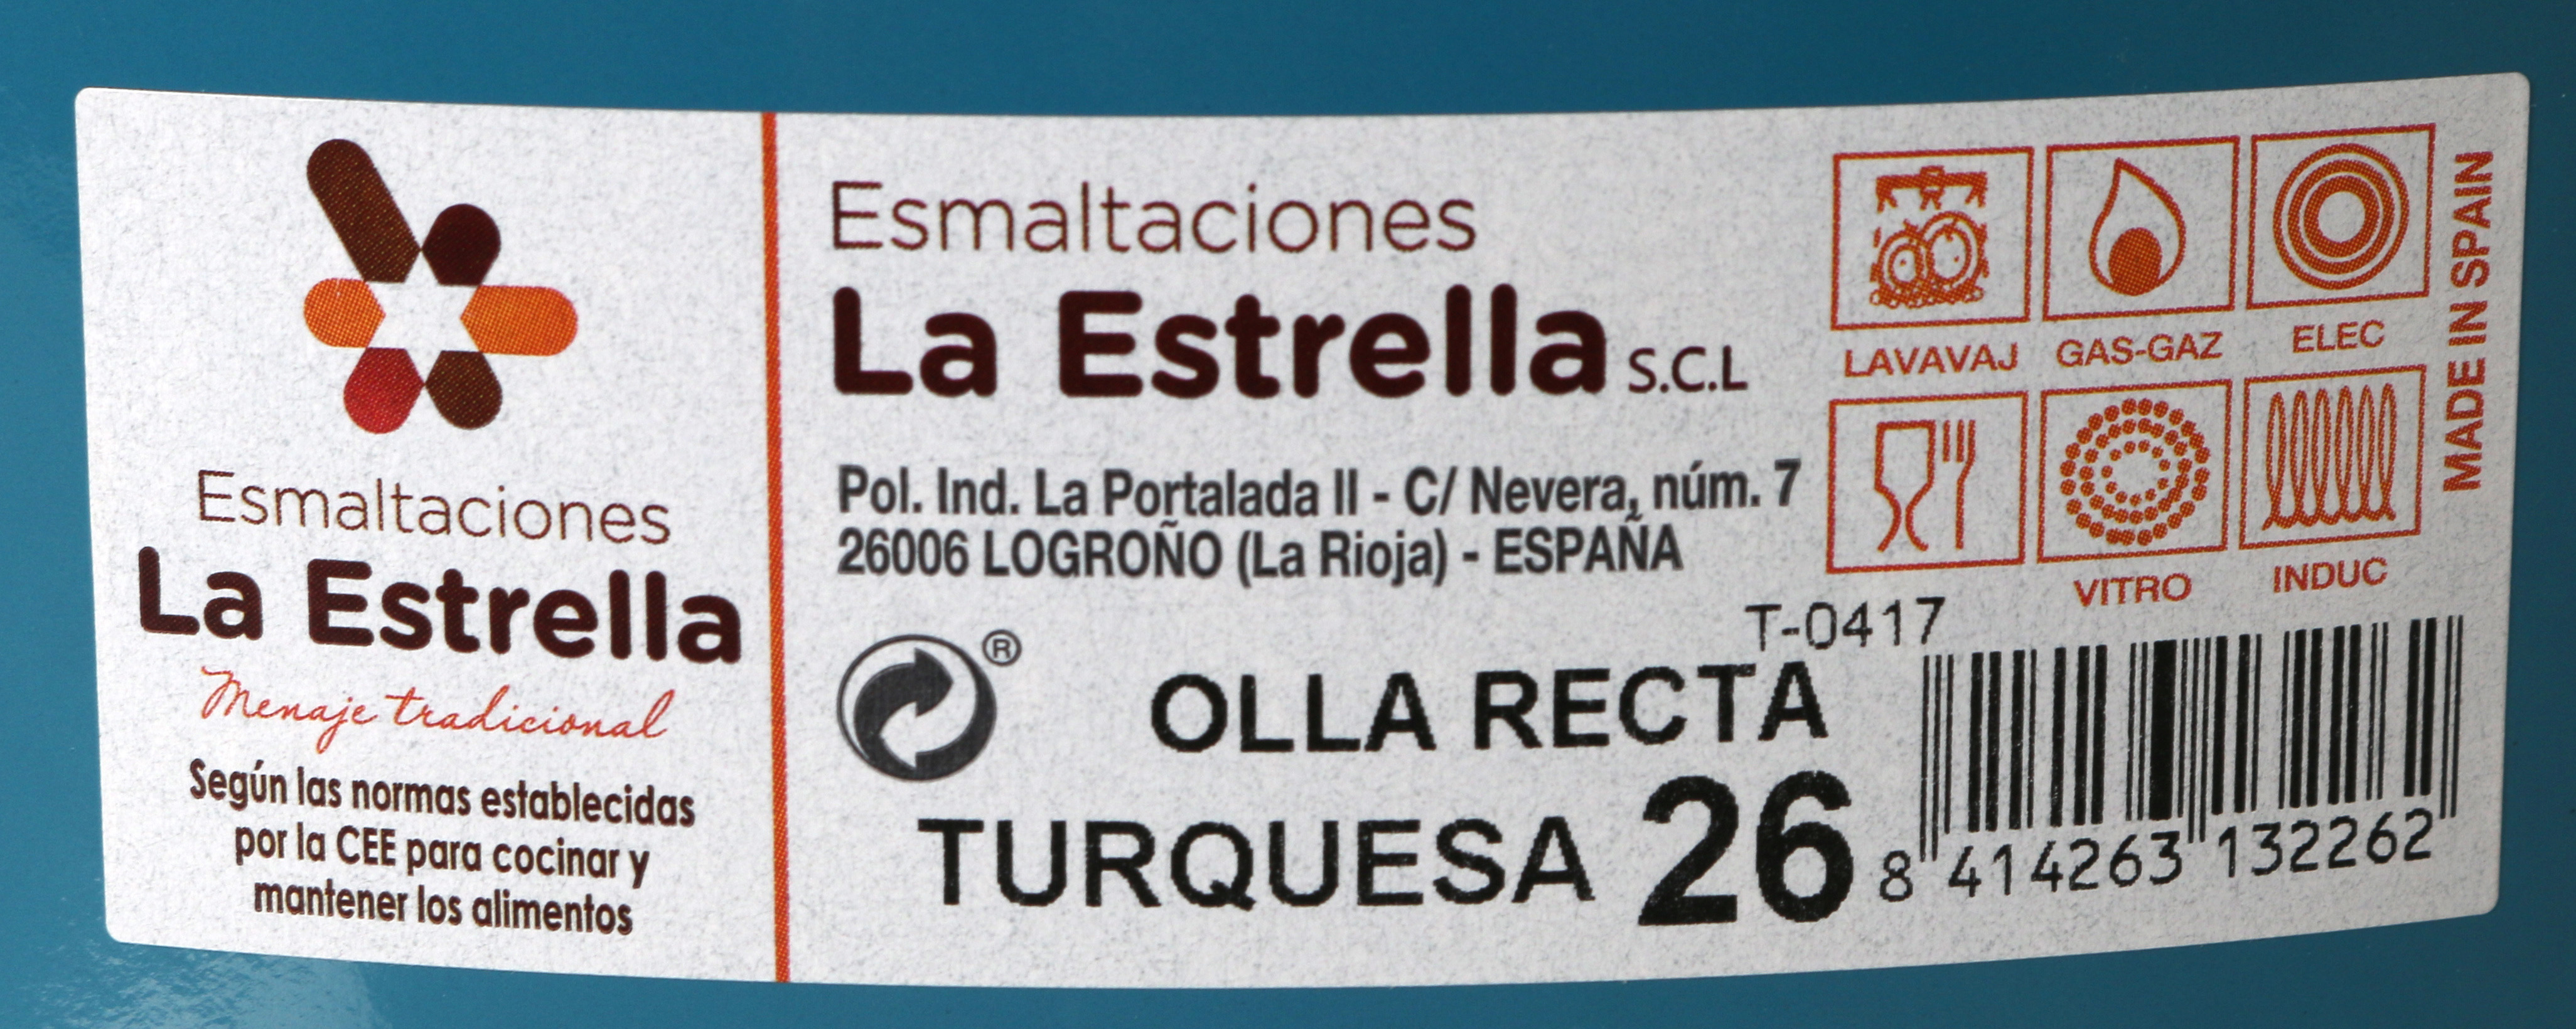 Esmaltaciones
La Estrella
Menaje tradicional
Según las normas establecidas
por la CEE para cocinar y
mantener los alimentos
Esmaltaciones
La Estrella S.C.L
Pol. Ind. La Portalada II - C/ Nevera, núm. 7
26006 LOGROÑO (La Rioja) - ESPAÑA
LAVAVAJ GAS-GAZ ELEC
VITRO INDUC
MADE IN SPAIN
®
T-0417
OLLA RECTA
TURQUESA 26
8 414263 132262